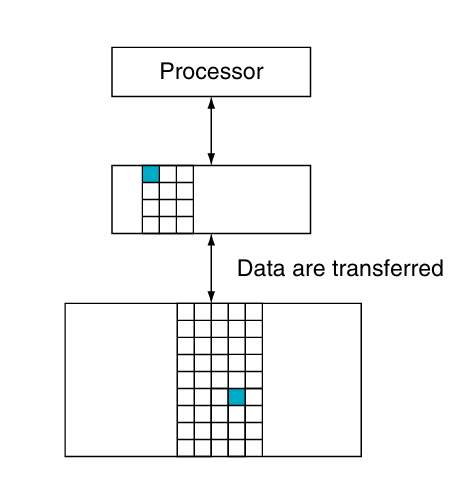 Processor
Data are transferred